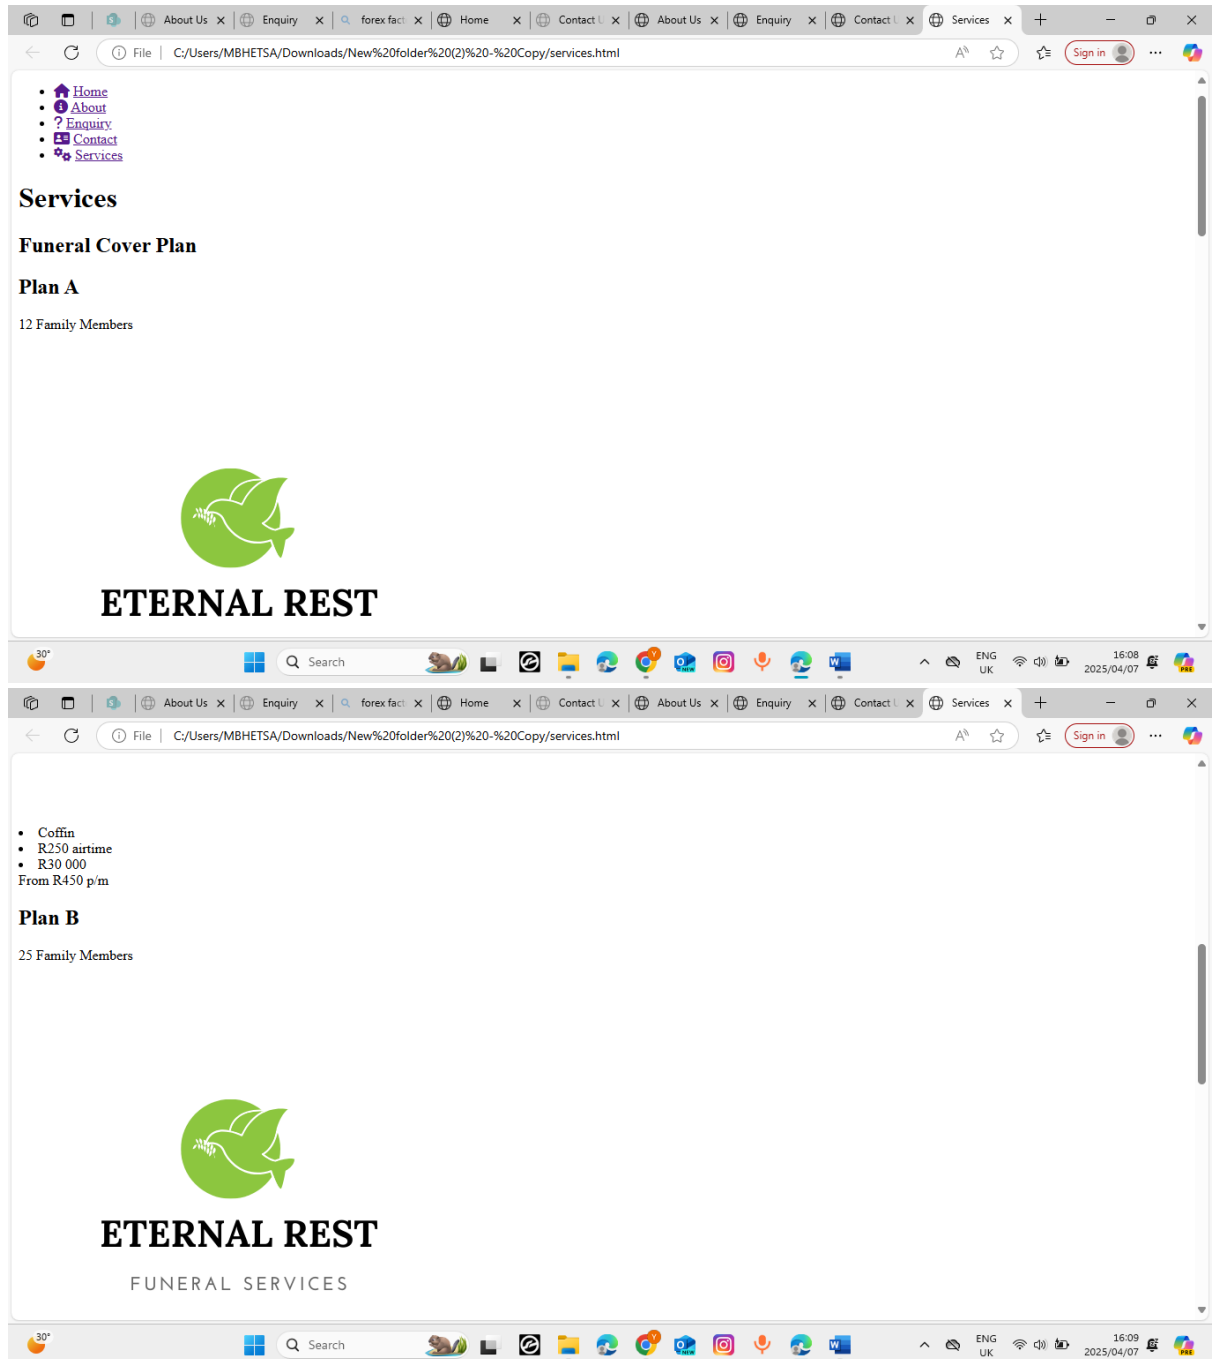 About Us
Enquiry
forex fact
Home
Contact U
About Us
Enquiry
Contact U
Services
File
C:/Users/MBHETSA/Downloads/New%20folder%20(2)%20-%20Copy/services.html
Sign in
Home
About
? Enquiry
Contact
Services
Services
Funeral Cover Plan
Plan A
12 Family Members
ETERNAL REST
30°
Search
ENG
UK
16:08
2025/04/07
About Us
Enquiry
forex fact
Home
Contact U
About Us
Enquiry
Contact U
Services
File
C:/Users/MBHETSA/Downloads/New%20folder%20(2)%20-%20Copy/services.html
Sign in
• Coffin
• R250 airtime
• R30 000
From R450 p/m
Plan B
25 Family Members
ETERNAL REST
FUNERAL SERVICES
30°
Search
ENG
UK
16:09
2025/04/07